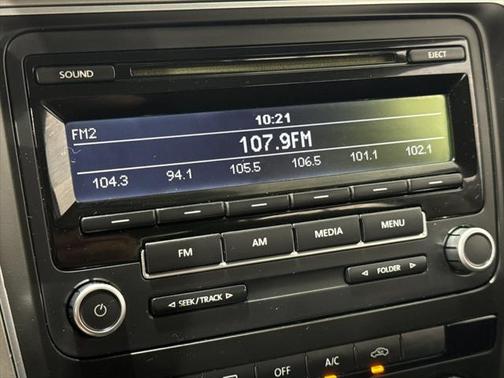 SOUND
EJECT
10:21
FM2
107.9FM
104.3 94.1 105.5 106.5 101.1 102.1
FM AM MEDIA MENU
SEEK/TRACK
FOLDER
OFF A/C